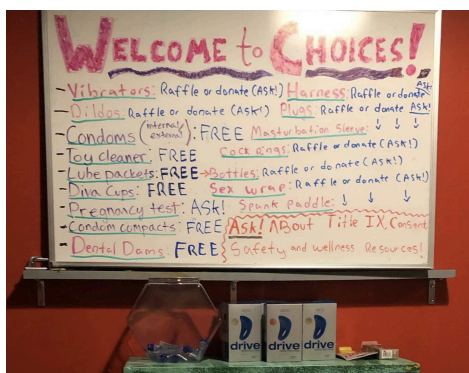 WELCOME to CHOICES!
- Vibrators: Raffle or donate (ASK!)
- Dildos: Raffle or donate (ASK!)
- Condoms (internal/external): FREE
- Toy cleaner: FREE
- Lube packets: FREE → Bottles: Raffle or donate (ASK!)
- Diva Cups: FREE
- Pregnancy test: ASK!
- Condom compacts: FREE
- Dental Dams: FREE
Harness: Raffle or donate ASK!
Plugs: Raffle or donate ASK!
Masturbation Sleeve: ↓ ↓ ↓
Cock rings: Raffle or donate (ASK!)
Sex wrap: Raffle or donate (ASK!)
Spank Paddle: ↓ ↓ ↓
Ask! About Title IX, Consent
Safety and wellness Resources!
drive
drive
drive